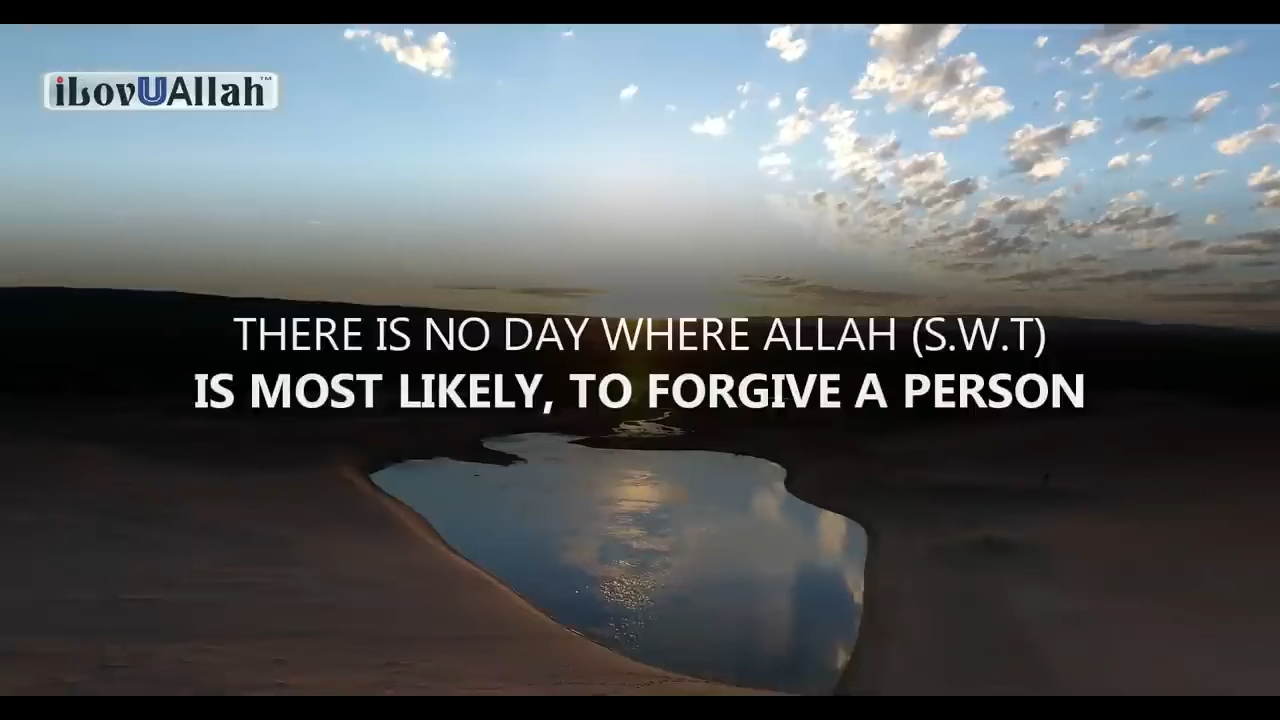 iLovUAllah™
THERE IS NO DAY WHERE ALLAH (S.W.T)
IS MOST LIKELY, TO FORGIVE A PERSON